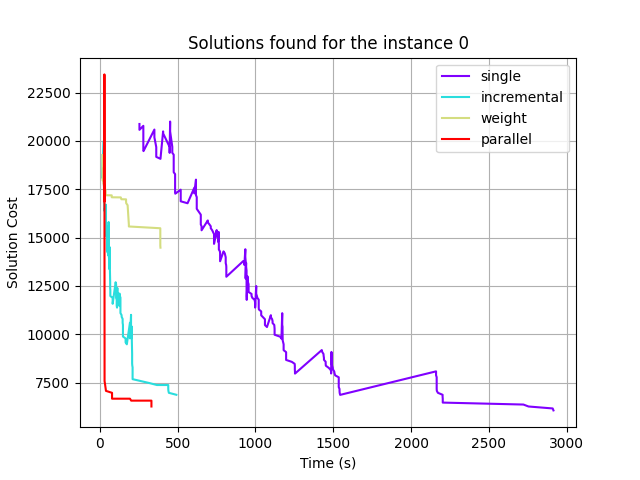 Solutions found for the instance 0
single
incremental
weight
parallel
Solution Cost
22500
20000
17500
15000
12500
10000
7500
0 500 1000 1500 2000 2500 3000
Time (s)